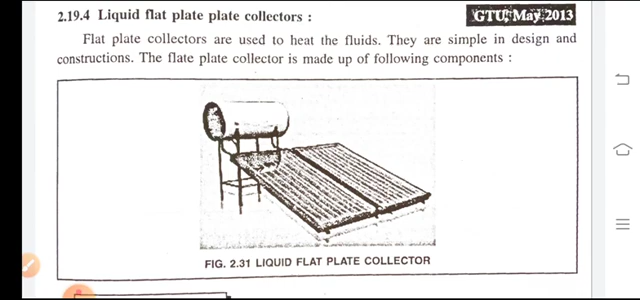 2.19.4 Liquid flat plate plate collectors :
GTU, May 2013
Flat plate collectors are used to heat the fluids. They are simple in design and
constructions. The flate plate collector is made up of following components :
FIG. 2.31 LIQUID FLAT PLATE COLLECTOR